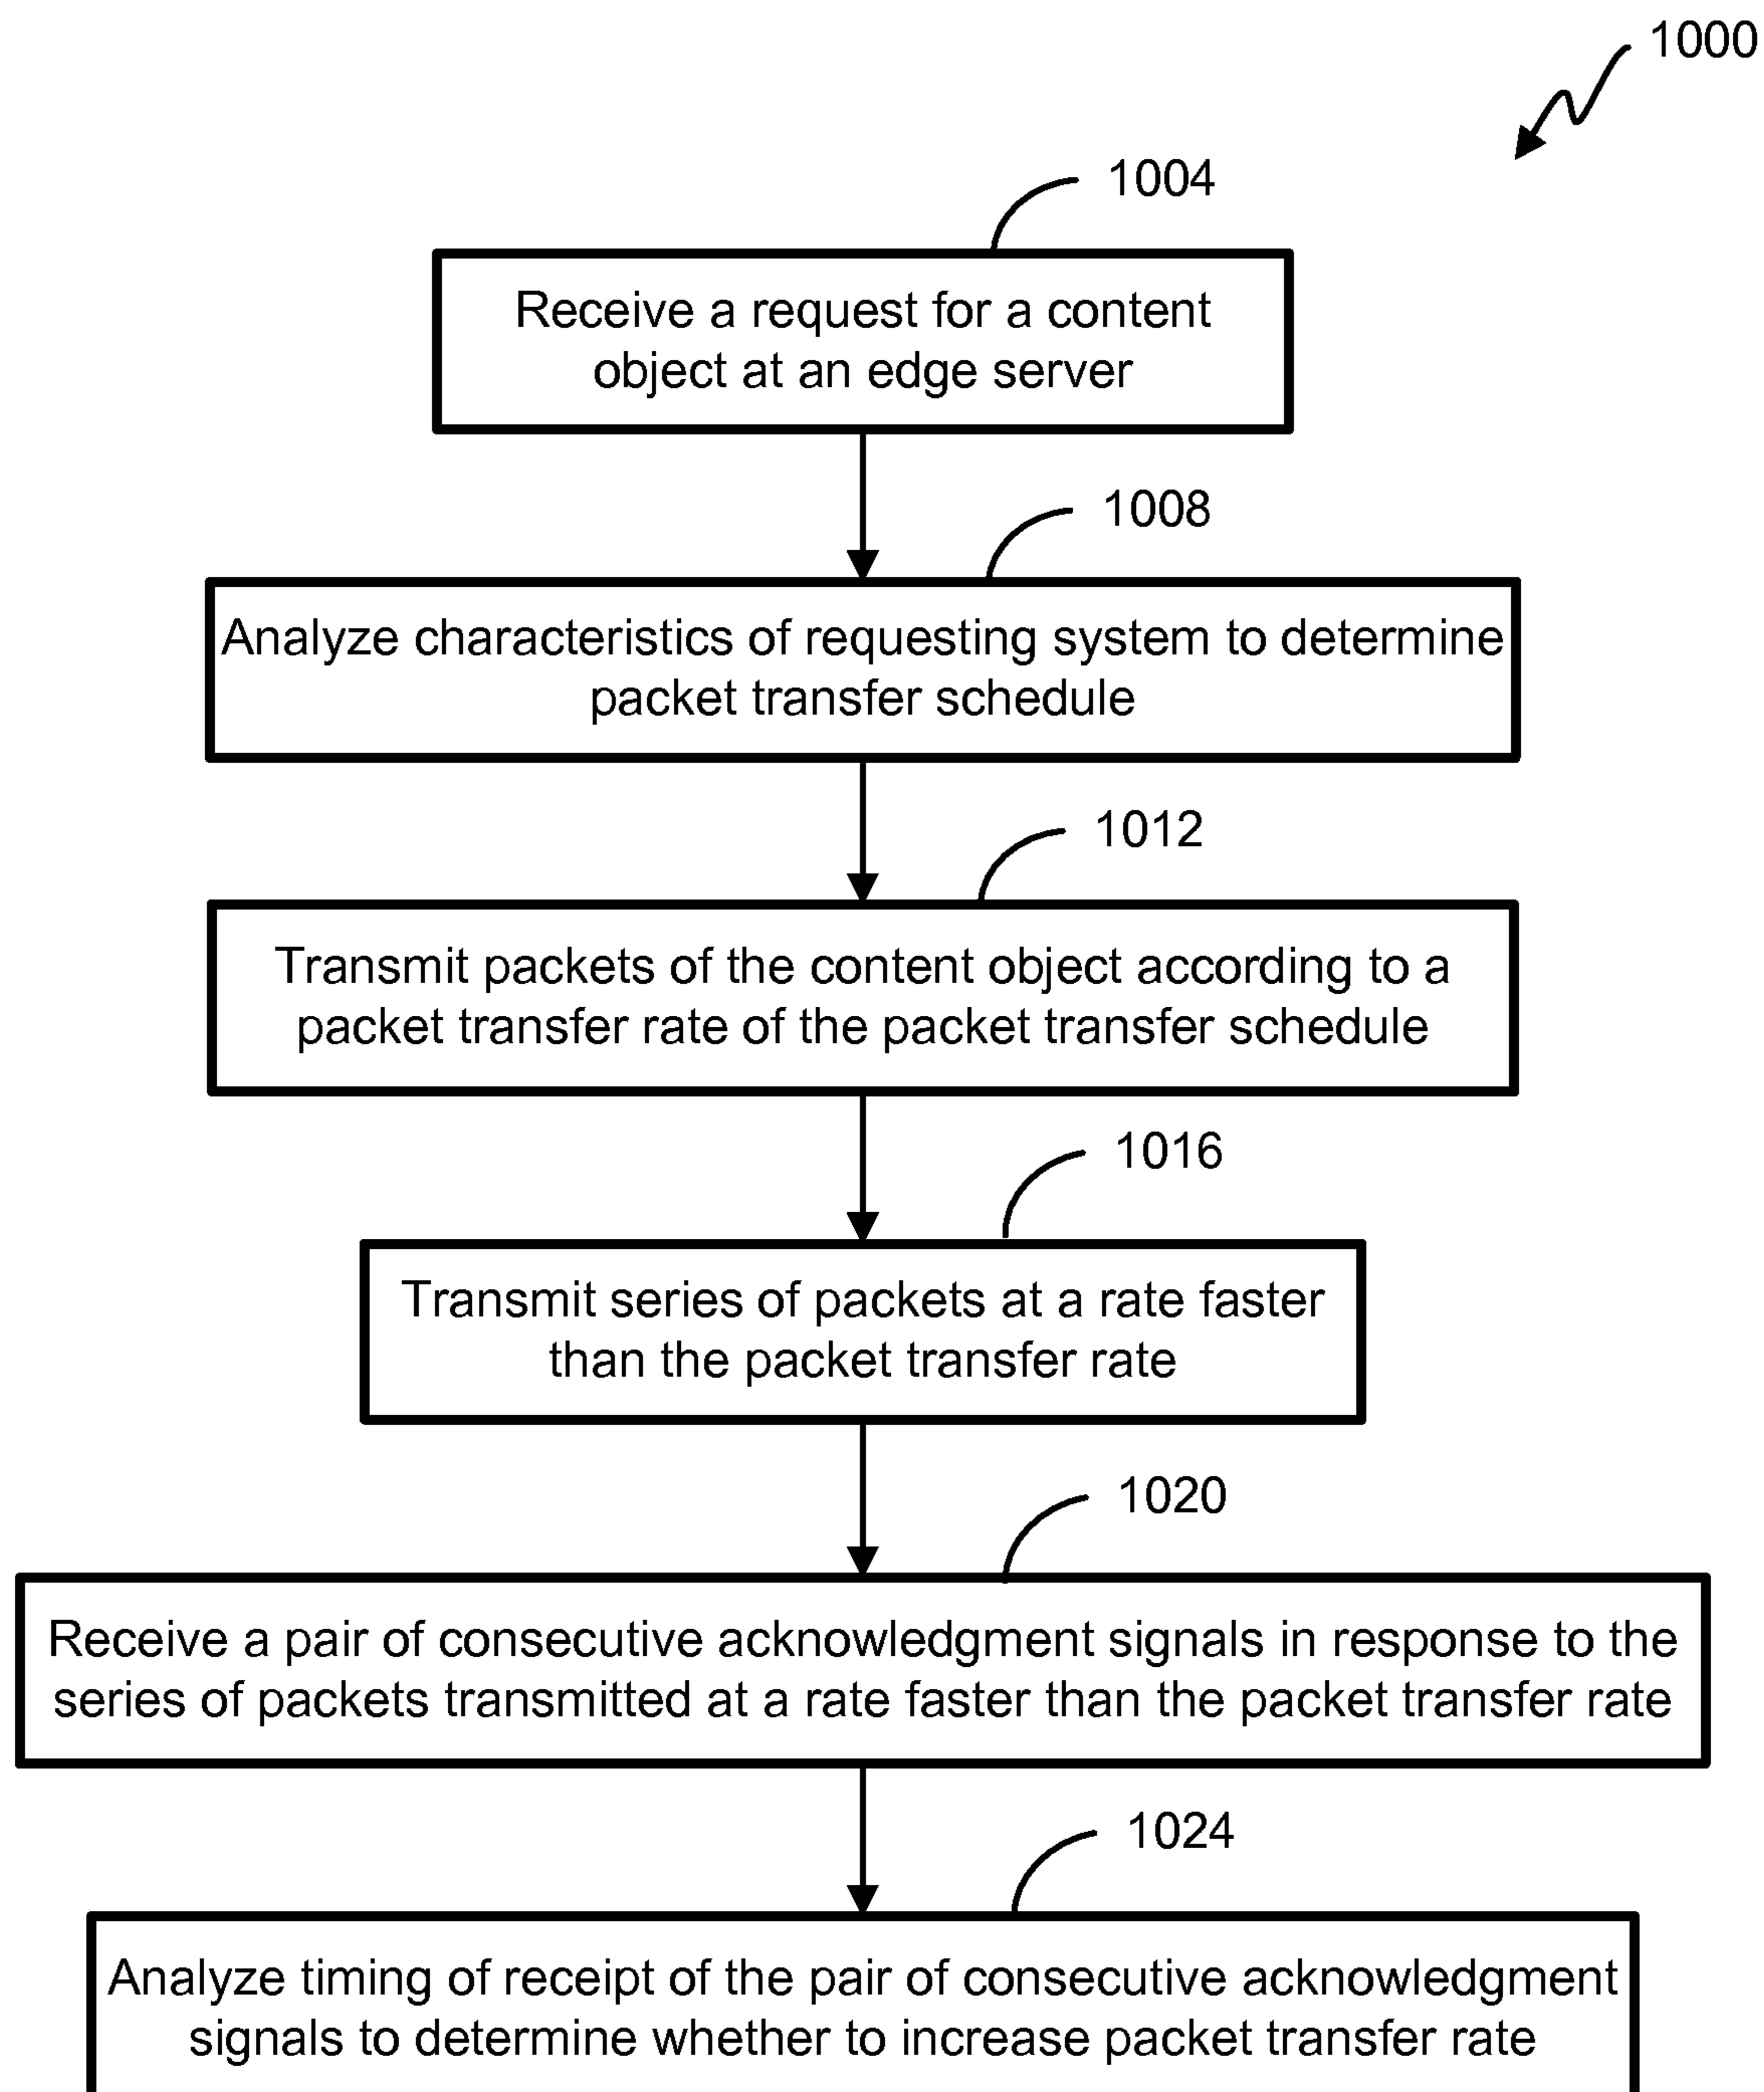 1000
1004
Receive a request for a content
object at an edge server
1008
Analyze characteristics of requesting system to determine
packet transfer schedule
1012
Transmit packets of the content object according to a
packet transfer rate of the packet transfer schedule
1016
Transmit series of packets at a rate faster
than the packet transfer rate
1020
Receive a pair of consecutive acknowledgment signals in response to the
series of packets transmitted at a rate faster than the packet transfer rate
1024
Analyze timing of receipt of the pair of consecutive acknowledgment
signals to determine whether to increase packet transfer rate